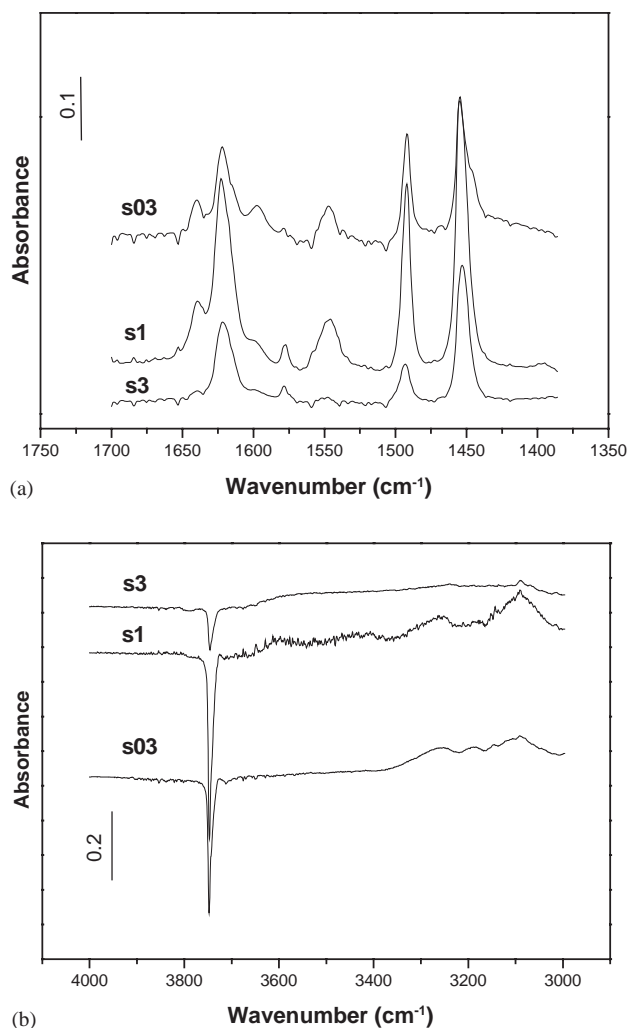 0.1
Absorbance
s03
s1
s3
1750 1700 1650 1600 1550 1500 1450 1400 1350
(a)
Wavenumber (cm-1)
s3
s1
Absorbance
s03
0.2
4000 3800 3600 3400 3200 3000
(b)
Wavenumber (cm-1)